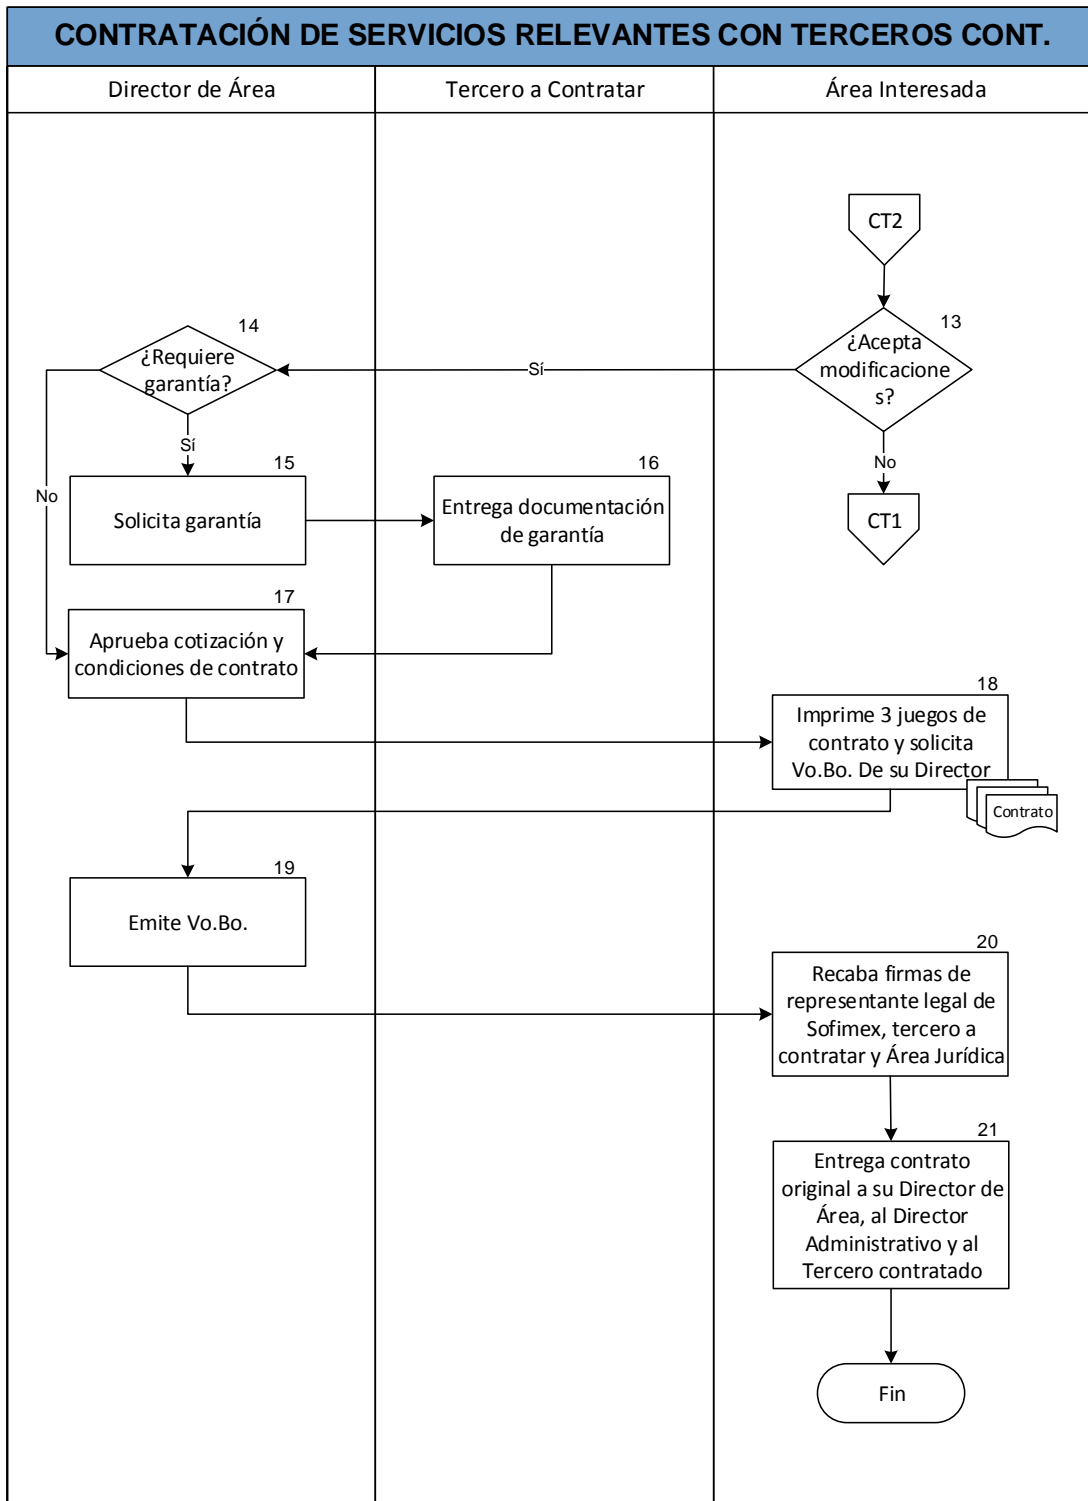 CONTRATACIÓN DE SERVICIOS RELEVANTES CON TERCEROS CONT.
Director de Área
Tercero a Contratar
Área Interesada
CT2
13
¿Acepta
modificacione
s?
Sí
No
CT1
14
¿Requiere
garantía?
Sí
No
15
Solicita garantía
16
Entrega documentación
de garantía
17
Aprueba cotización y
condiciones de contrato
18
Imprime 3 juegos de
contrato y solicita
Vo.Bo. De su Director
Contrato
19
Emite Vo.Bo.
20
Recaba firmas de
representante legal de
Sofimex, tercero a
contratar y Área Jurídica
21
Entrega contrato
original a su Director de
Área, al Director
Administrativo y al
Tercero contratado
Fin